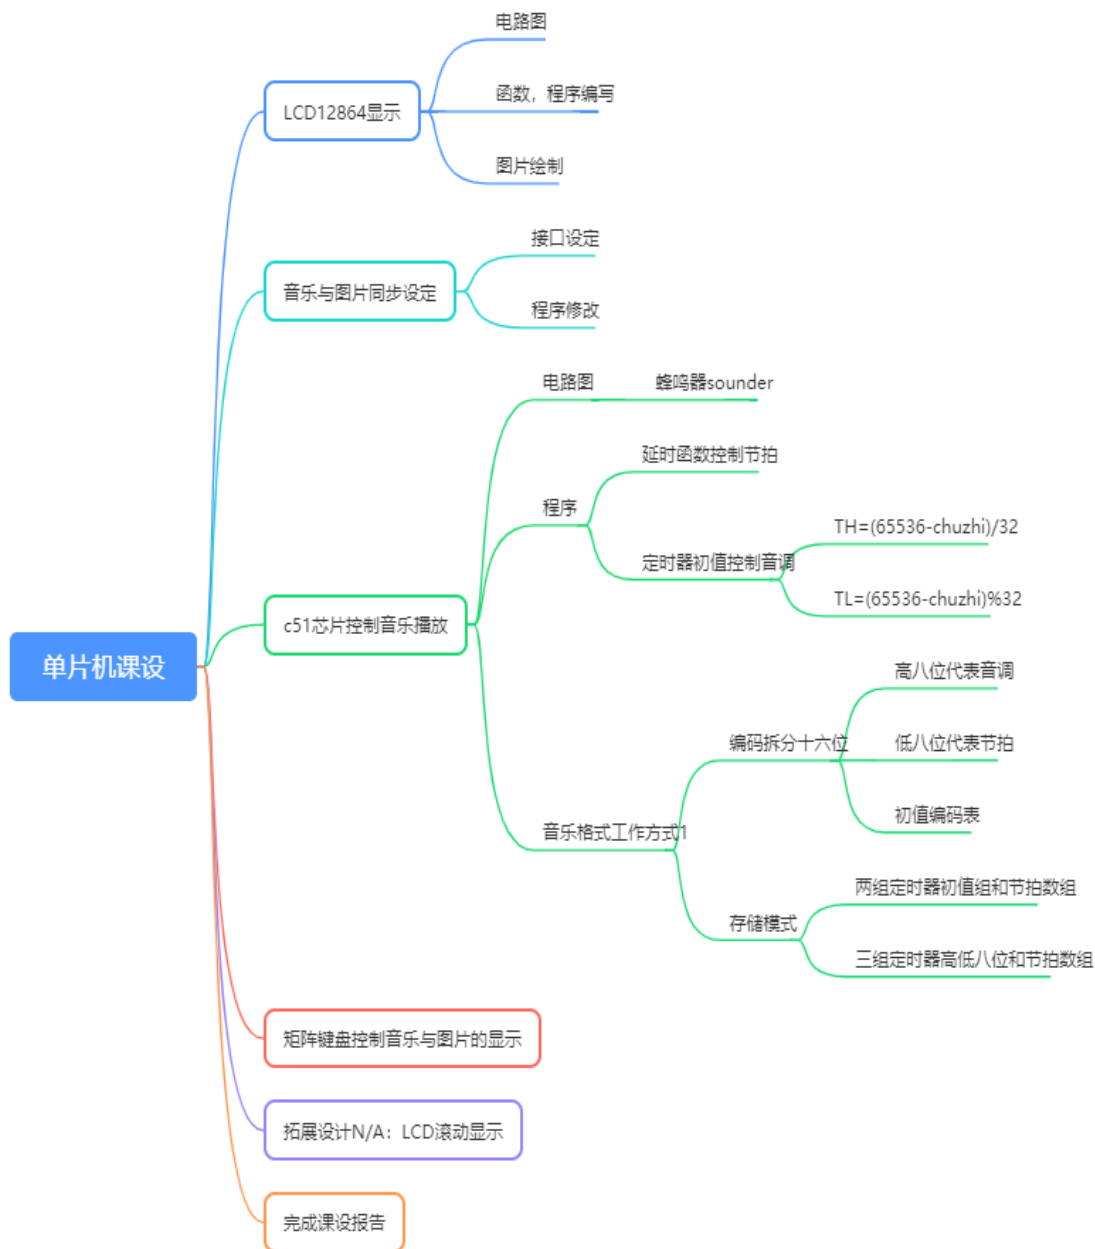 单片机课设
LCD12864显示
电路图
函数，程序编写
图片绘制
音乐与图片同步设定
接口设定
程序修改
c51芯片控制音乐播放
电路图
蜂鸣器sounder
程序
延时函数控制节拍
定时器初值控制音调
TH=(65536-chuzhi)/32
TL=(65536-chuzhi)%32
音乐格式工作方式1
编码拆分十六位
高八位代表音调
低八位代表节拍
初值编码表
存储模式
两组定时器初值组和节拍数组
三组定时器高低八位和节拍数组
矩阵键盘控制音乐与图片的显示
拓展设计N/A：LCD滚动显示
完成课设报告